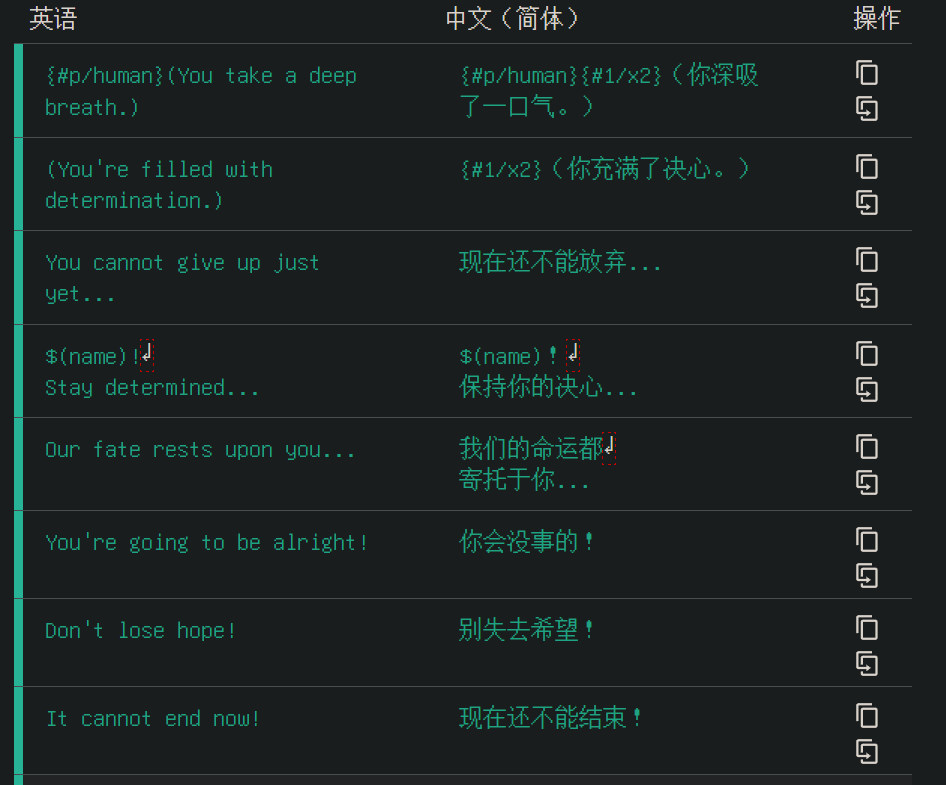 英语 中文（简体） 操作
{#p/human}(You take a deep {#p/human}{#1/x2}（你深吸
breath.) 了一口气。）
(You're filled with {#1/x2}（你充满了决心。）
determination.)
You cannot give up just 现在还不能放弃...
yet...
$(name)!↲ $(name)！↲
Stay determined... 保持你的决心...
Our fate rests upon you... 我们的命运都↲
寄托于你...
You're going to be alright! 你会没事的！
Don't lose hope! 别失去希望！
It cannot end now! 现在还不能结束！